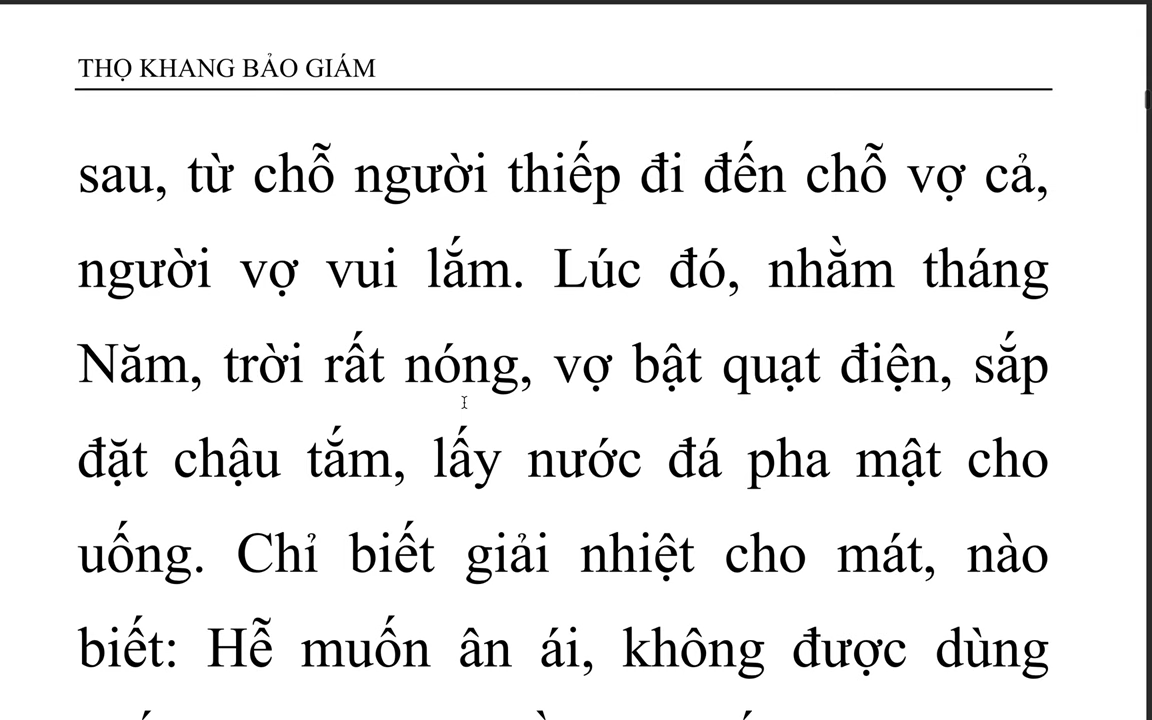 THỌ KHANG BẢO GIÁM
sau, từ chỗ người thiếp đi đến chỗ vợ cả,
người vợ vui lắm. Lúc đó, nhằm tháng
Năm, trời rất nóng, vợ bật quạt điện, sắp
đặt chậu tắm, lấy nước đá pha mật cho
uống. Chỉ biết giải nhiệt cho mát, nào
biết: Hễ muốn ân ái, không được dùng